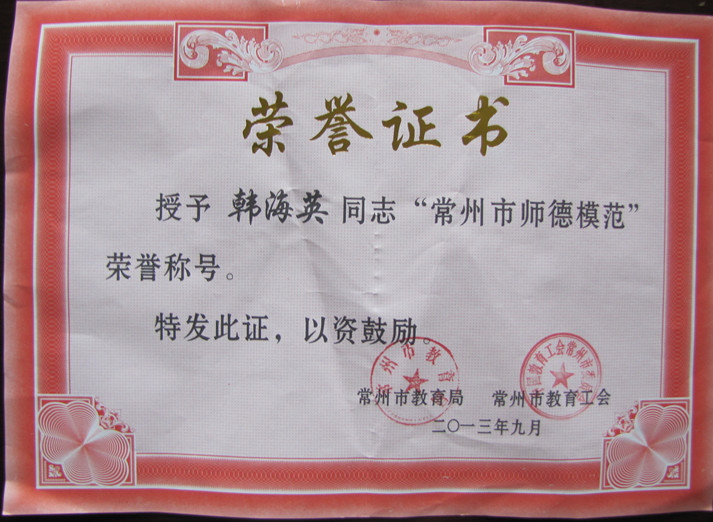 荣誉证书
授予 韩海英 同志“常州市师德模范”
荣誉称号。
特发此证，以资鼓励。
常州市教育局 常州市教育工会
二〇一三年九月